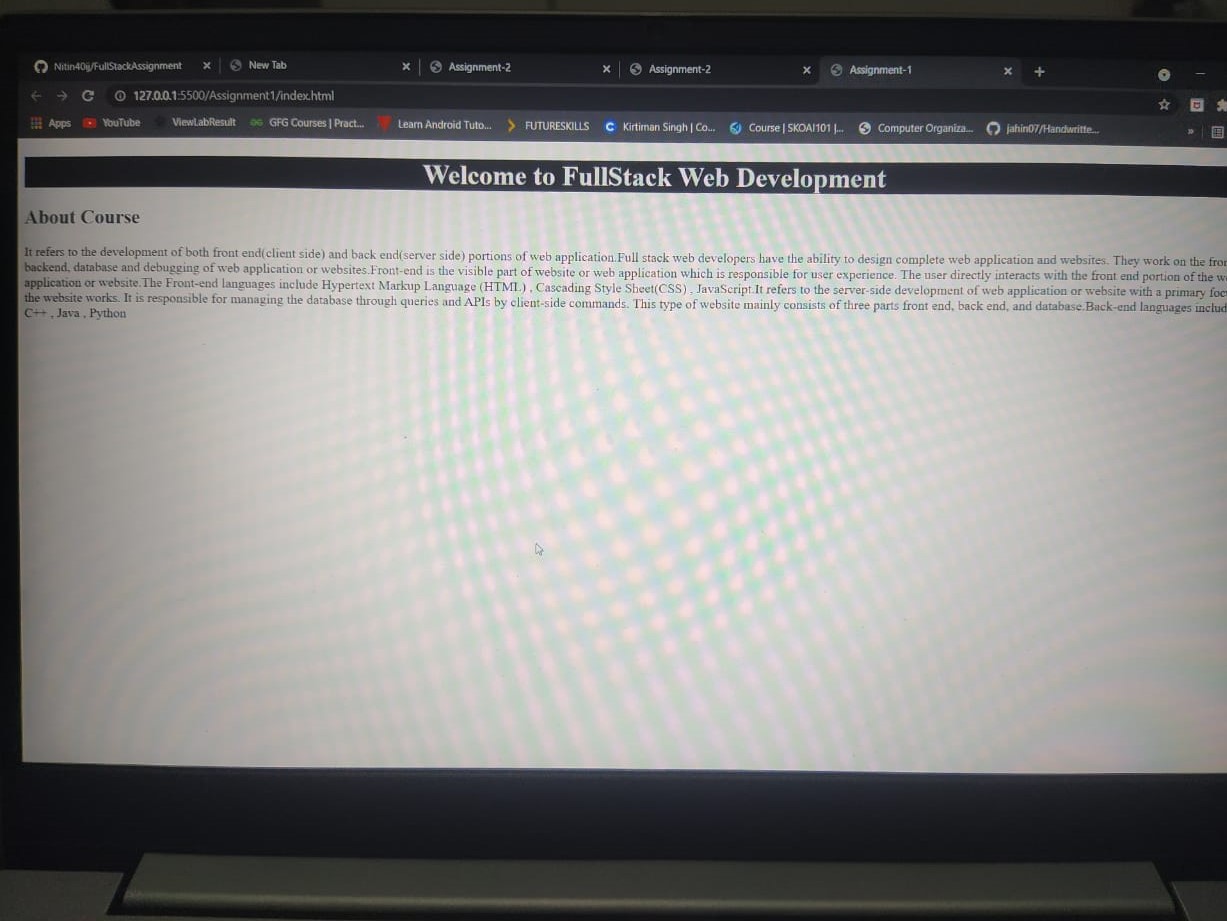 Nitin40ij/FullStackAssignment
New Tab
Assignment-2
Assignment-2
Assignment-1
127.0.0.1:5500/Assignment1/index.html
Apps
YouTube
ViewLabResult
GFG Courses | Pract...
Learn Android Tuto...
FUTURESKILLS
Kirtiman Singh | Co...
Course | SKOAI101 |...
Computer Organiza...
jahin07/Handwritte...
Welcome to FullStack Web Development
About Course
It refers to the development of both front end(client side) and back end(server side) portions of web application.Full stack web developers have the ability to design complete web application and websites. They work on the
backend, database and debugging of web application or websites.Front-end is the visible part of website or web application which is responsible for user experience. The user directly interacts with the front end portion of the
application or website.The Front-end languages include Hypertext Markup Language (HTML) , Cascading Style Sheet(CSS) , JavaScript.It refers to the server-side development of web application or website with a primary
the website works. It is responsible for managing the database through queries and APIs by client-side commands. This type of website mainly consists of three parts front end, back end, and database.Back-end languages
C++ , Java , Python